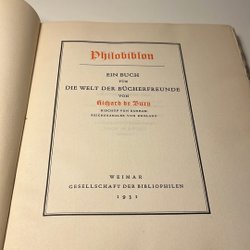 Philobiblon
EIN BUCH
VON
DIE WELT DER BÜCHERFREUNDE
VON
Richard de Bury
BISCHOF VON DURHAM
REICHSKANZLER VON ENGLAND
WEIMAR
GESELLSCHAFT DER BIBLIOPHILEN
1931